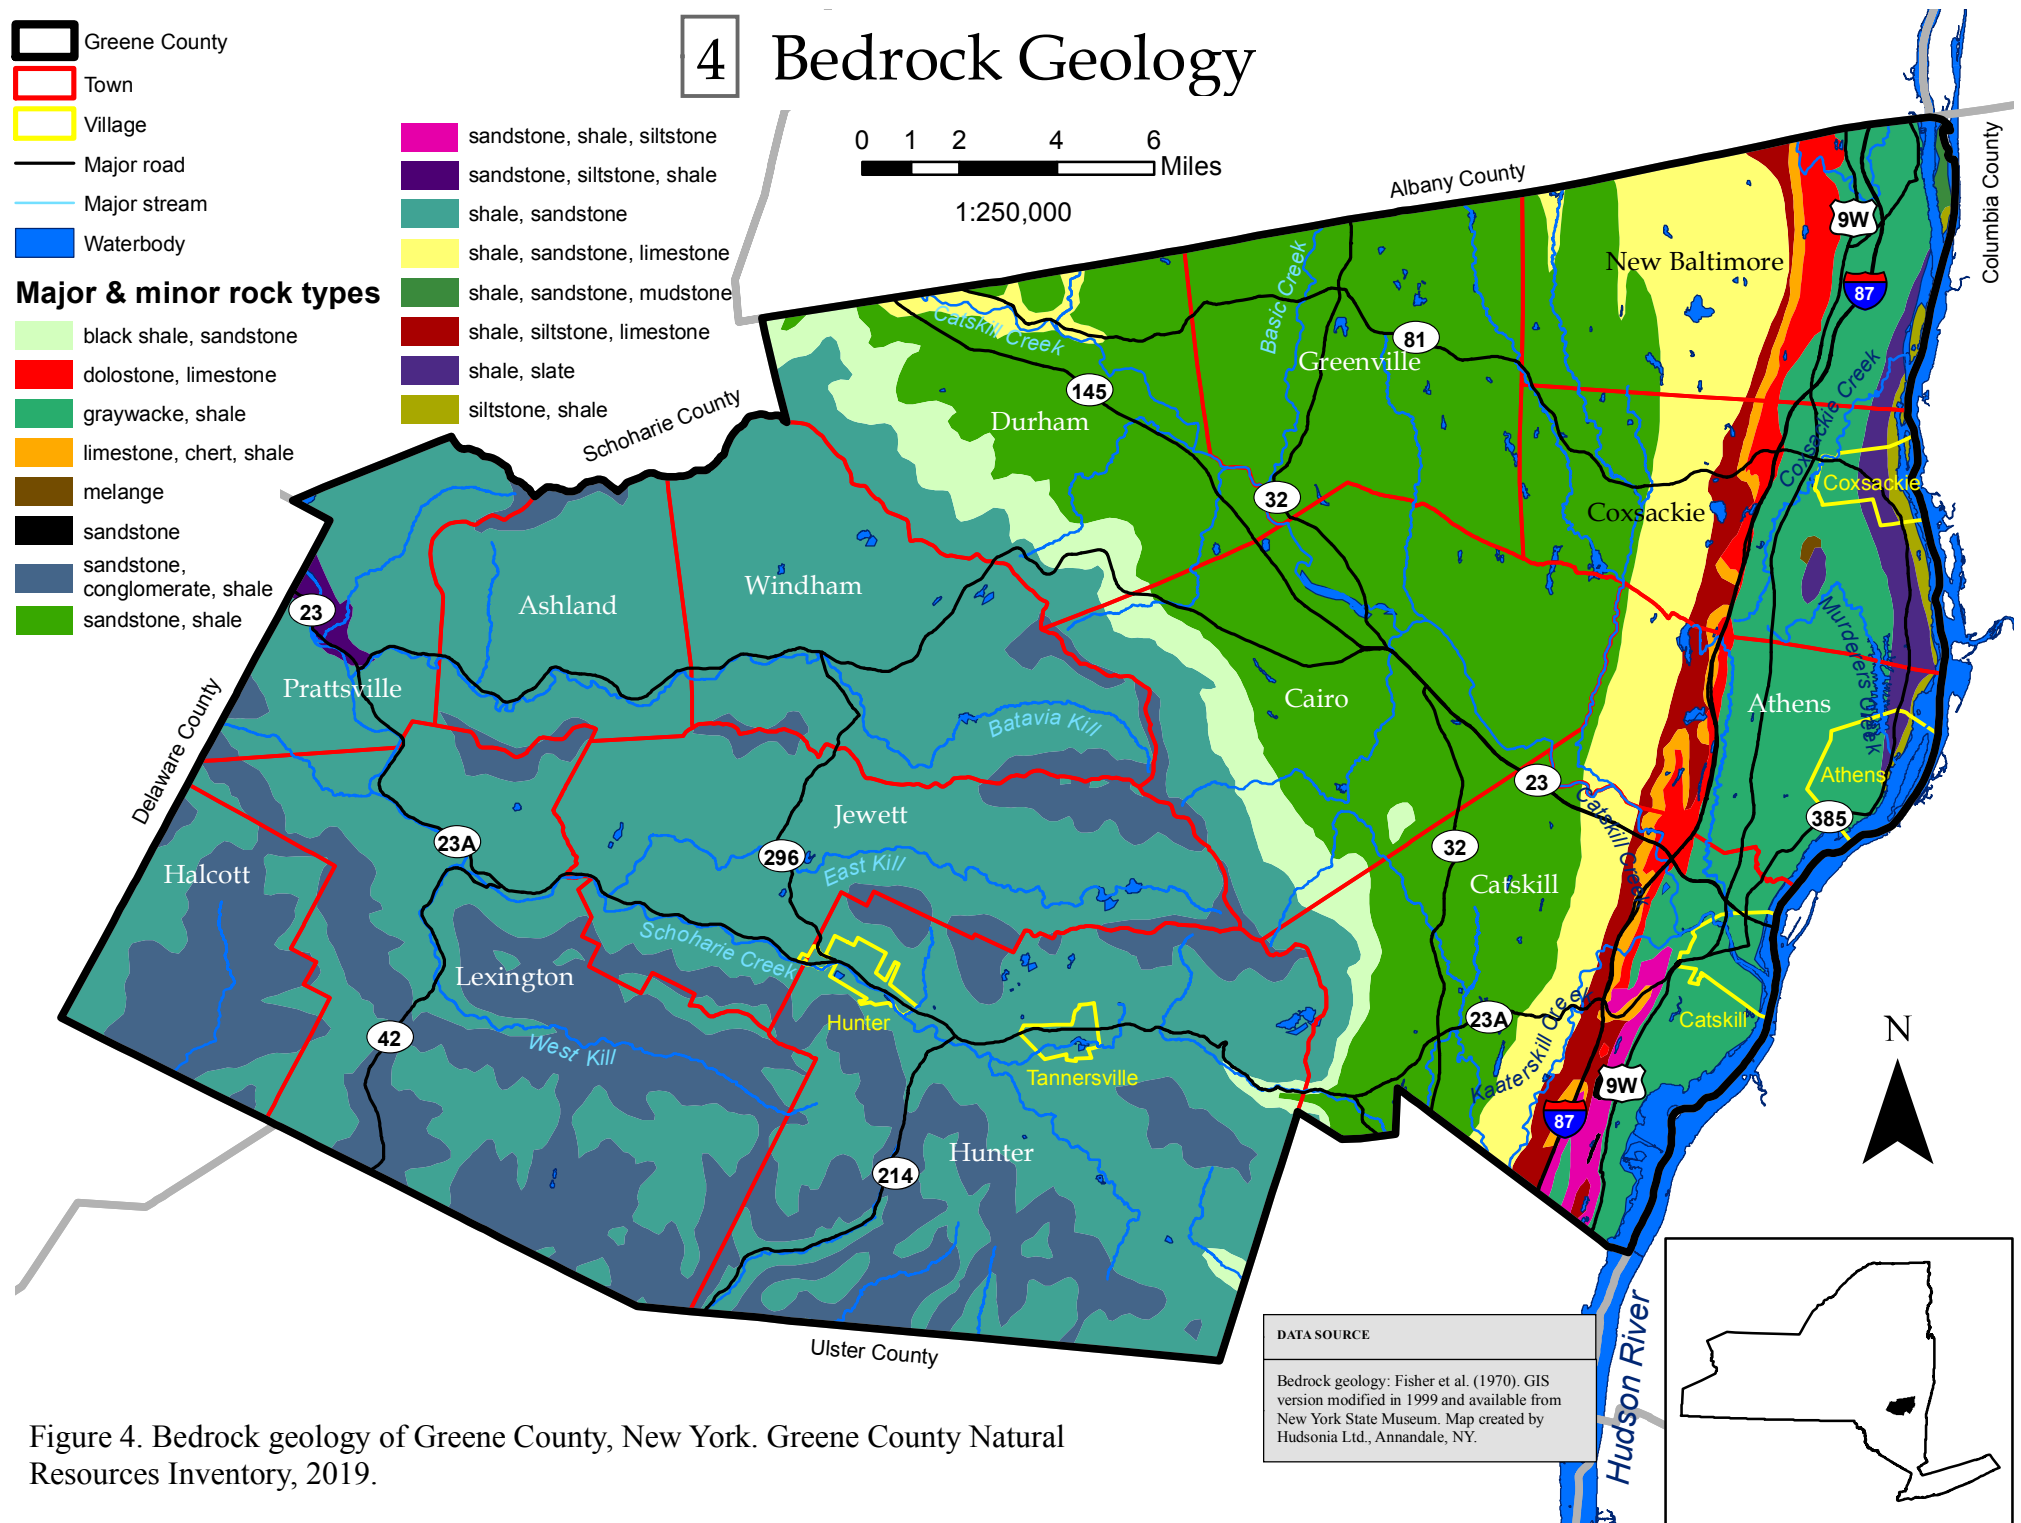 4 Bedrock Geology
Greene County
Town
Village
Major road
Major stream
Waterbody
Major & minor rock types
black shale, sandstone
dolostone, limestone
graywacke, shale
limestone, chert, shale
melange
sandstone
sandstone,
conglomerate, shale
sandstone, shale
sandstone, shale, siltstone
sandstone, siltstone, shale
shale, sandstone
shale, sandstone, limestone
shale, sandstone, mudstone
shale, siltstone, limestone
shale, slate
siltstone, shale
0 1 2 4 6
Miles
1:250,000
Albany County
Columbia County
Schoharie County
Delaware County
Ulster County
New Baltimore
9W
87
Catskill Creek
Basic Creek
81
Greenville
145
Durham
Coxsackie Creek
Coxsackie
32
Coxsackie
Windham
Ashland
23
Murderers Creek
Prattsville
Cairo
Athens
Batavia Kill
Athens
23
Catskill Creek
385
Jewett
23A
296
32
East Kill
Halcott
Catskill
Schoharie Creek
Lexington
Hunter
23A
Catskill
42
West Kill
Tannersville
Kaaterskill Creek
9W
87
Hunter
214
N
Hudson River
DATA SOURCE
Bedrock geology: Fisher et al. (1970). GIS
version modified in 1999 and available from
New York State Museum. Map created by
Hudsonia Ltd., Annandale, NY.
Figure 4. Bedrock geology of Greene County, New York. Greene County Natural
Resources Inventory, 2019.